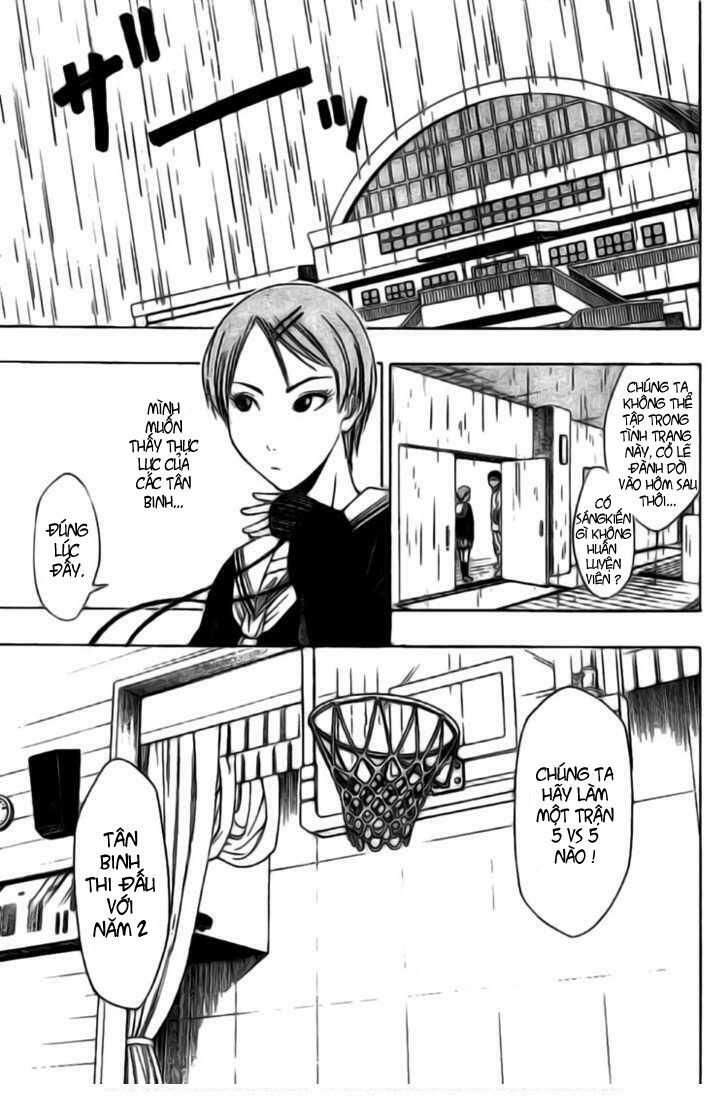 ザーッ
CHÚNG TA
KHÔNG THỂ
TẬP TRONG
TÌNH TRẠNG
NÀY, CÓ LẼ
ĐÀNH DỜI
VÀO HÔM SAU
THÔI...
CÓ
SÁNGKIẾN
GÌ KHÔNG
HUẤN
LUYỆN
VIÊN ?
MÌNH
MUỐN
THẤY THỰC
LỰC CỦA
CÁC TÂN
BINH...
ĐÚNG
LÚC
ĐẤY.
CHÚNG TA
HÃY LÀM
MỘT TRẬN
5 VS 5
NÀO !
TÂN
BINH
THI ĐẤU
VỚI
NĂM 2